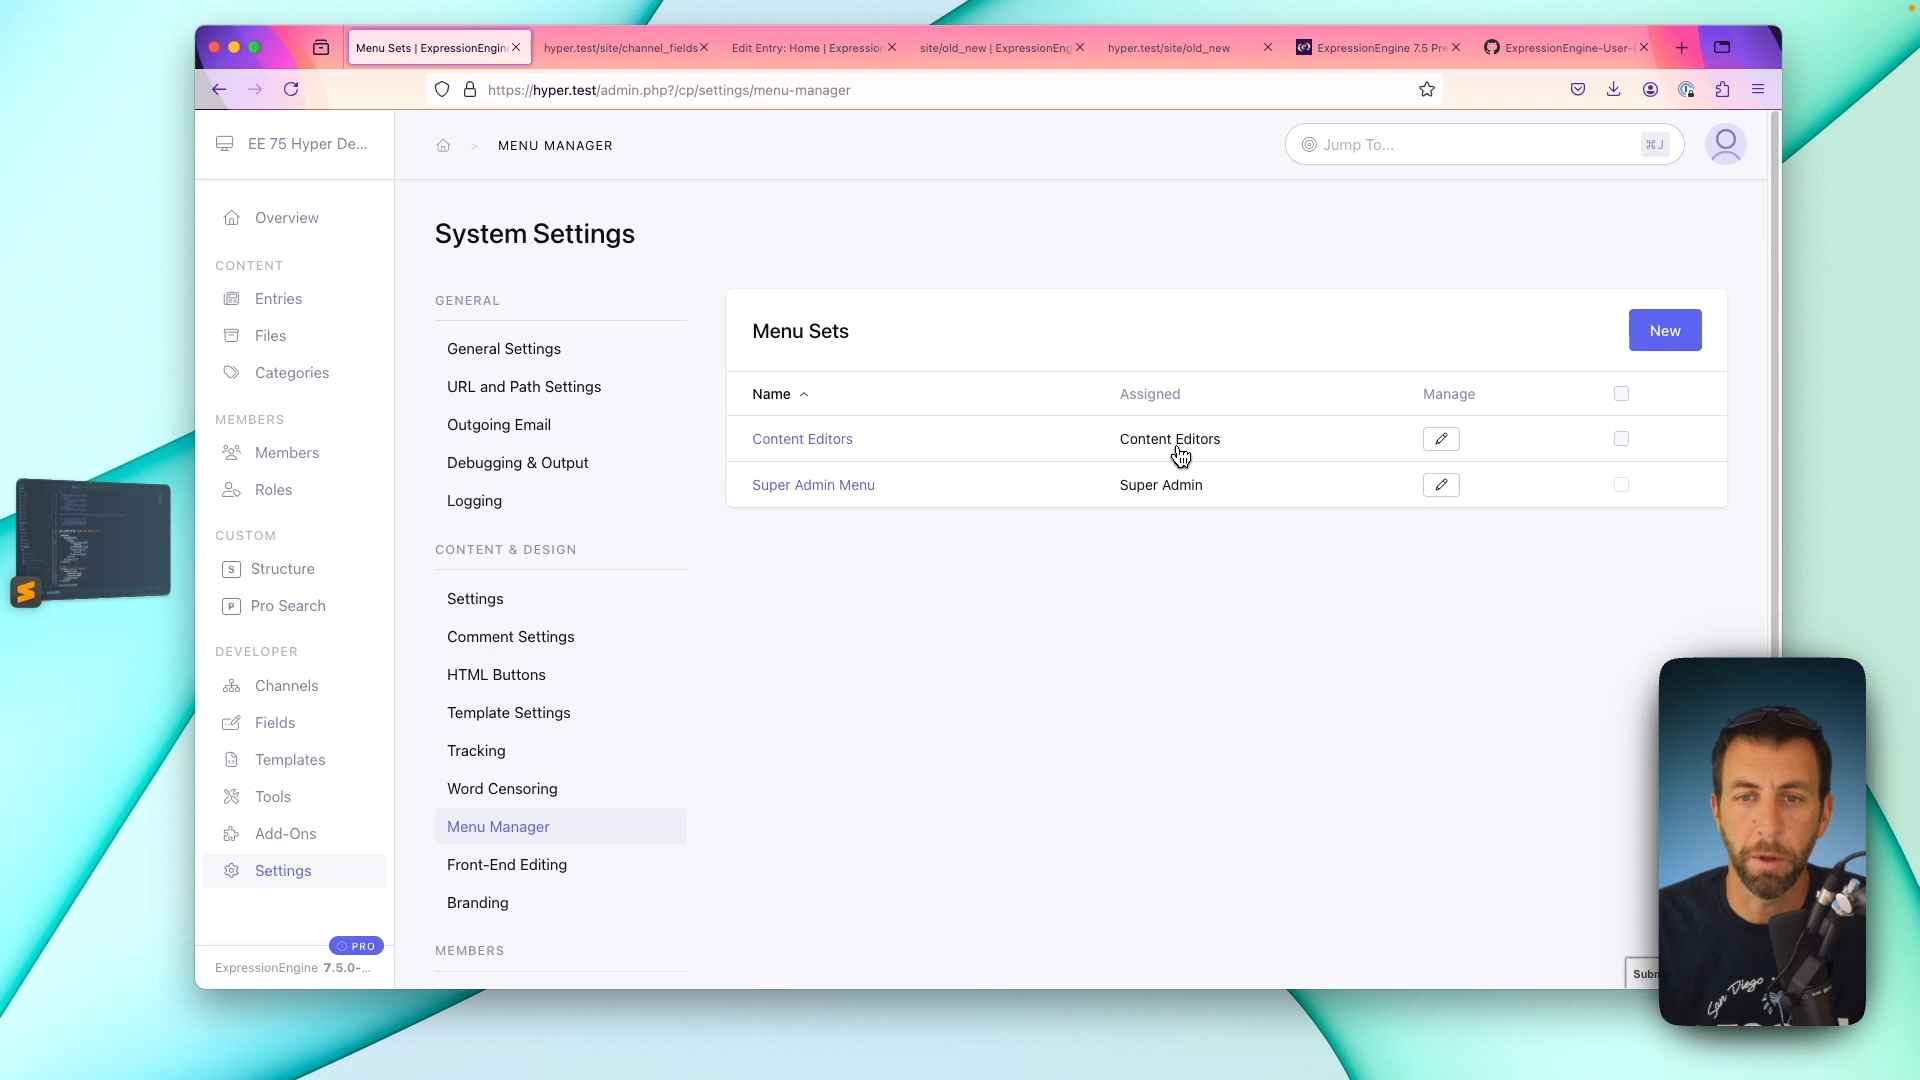 Menu Sets | ExpressionEngin
hyper.test/site/channel_fields
Edit Entry: Home | Expression
site/old_new | ExpressionEng
hyper.test/site/old_new
ExpressionEngine 7.5 Pre
ExpressionEngine-User-
https://hyper.test/admin.php?/cp/settings/menu-manager
EE 75 Hyper De...
> MENU MANAGER
Jump To...
⌘J
Overview
CONTENT
Entries
Files
Categories
MEMBERS
Members
Roles
CUSTOM
S Structure
P Pro Search
DEVELOPER
Channels
Fields
Templates
Tools
Add-Ons
Settings
PRO
ExpressionEngine 7.5.0-...
System Settings
GENERAL
General Settings
URL and Path Settings
Outgoing Email
Debugging & Output
Logging
CONTENT & DESIGN
Settings
Comment Settings
HTML Buttons
Template Settings
Tracking
Word Censoring
Menu Manager
Front-End Editing
Branding
MEMBERS
Menu Sets
New
Name Assigned Manage
Content Editors Content Editors
Super Admin Menu Super Admin
Subm
San Diego